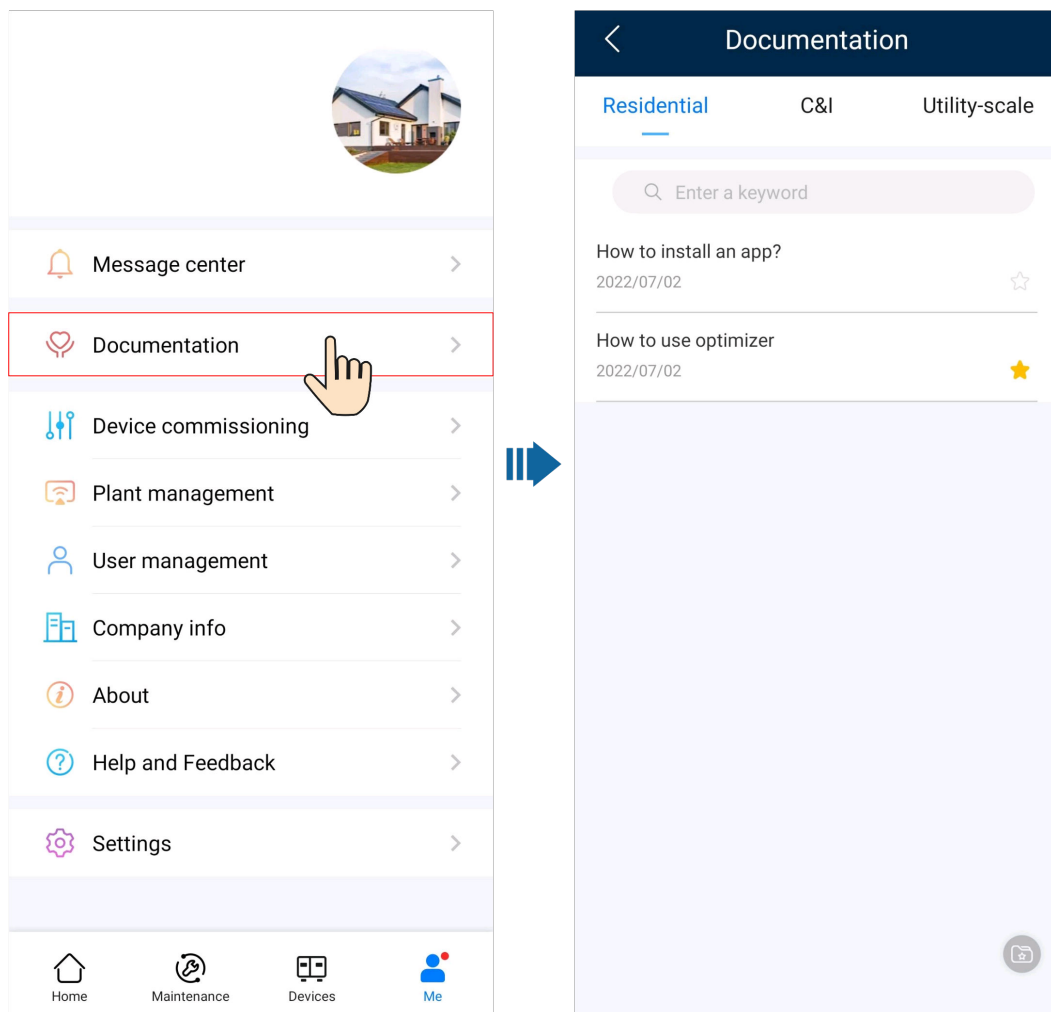 Message center
Documentation
Device commissioning
Plant management
User management
Company info
About
Help and Feedback
Settings
Home Maintenance Devices Me
Documentation
Residential C&I Utility-scale
Enter a keyword
How to install an app?
2022/07/02
How to use optimizer
2022/07/02